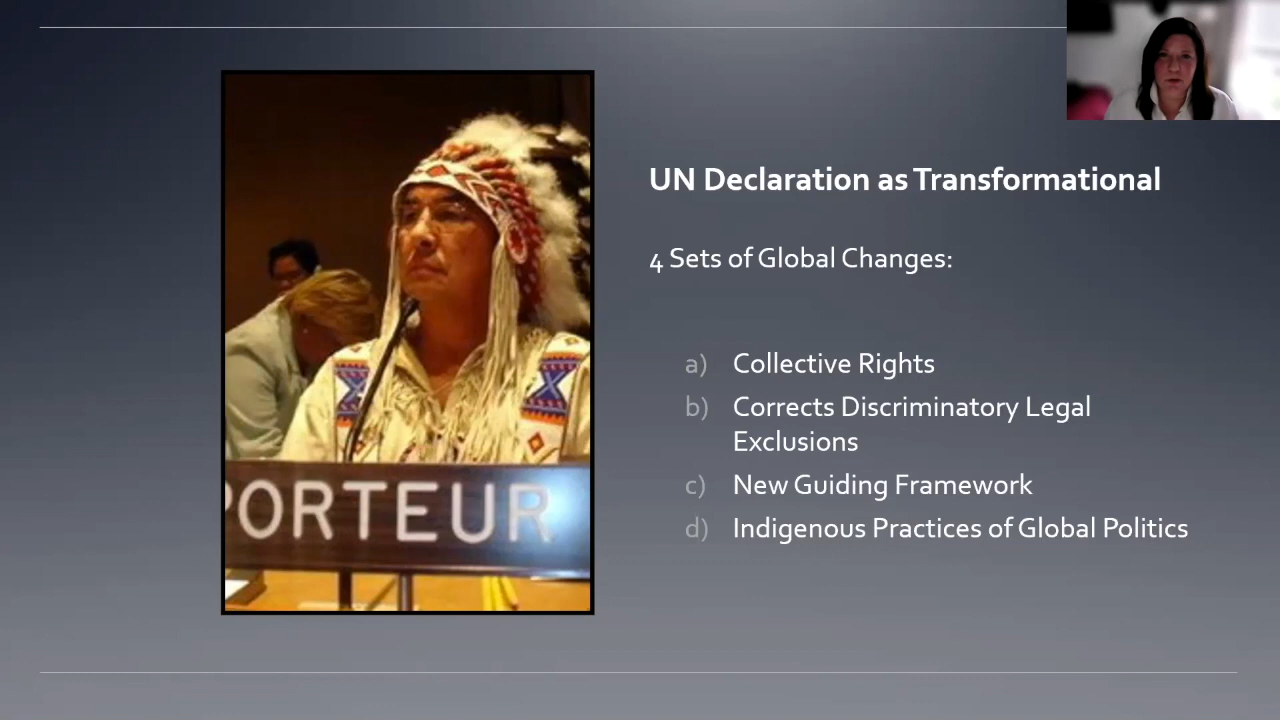 UN Declaration as Transformational
4 Sets of Global Changes:
a) Collective Rights
b) Corrects Discriminatory Legal
Exclusions
c) New Guiding Framework
d) Indigenous Practices of Global Politics
PORTEUR